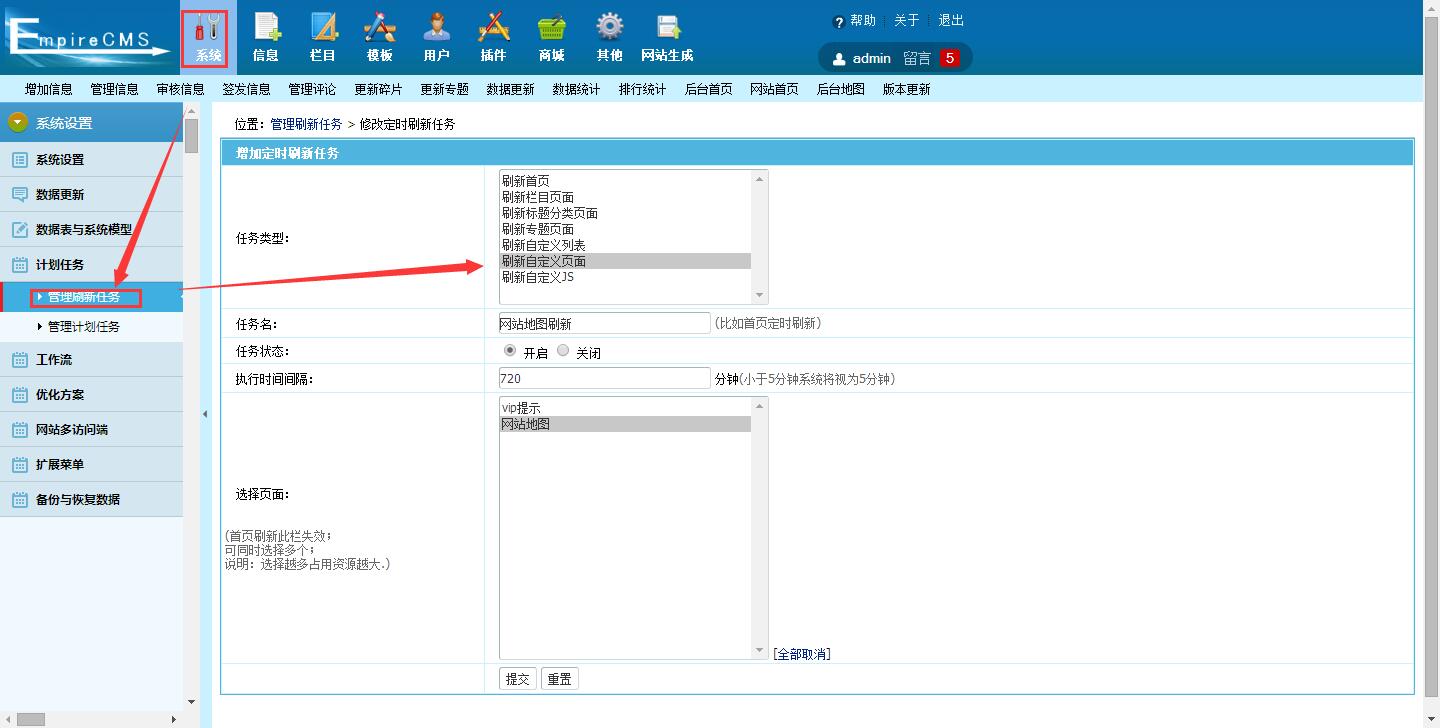 EmpireCMS
系统
信息
栏目
模板
用户
插件
商城
其他
网站生成
帮助
关于
退出
admin 留言 5
增加信息 管理信息 审核信息 签发信息 管理评论 更新碎片 更新专题 数据更新 数据统计 排行统计 后台首页 网站首页 后台地图 版本更新
系统设置
系统设置
数据更新
数据表与系统模型
计划任务
管理刷新任务
管理计划任务
工作流
优化方案
网站多访问端
扩展菜单
备份与恢复数据
位置：管理刷新任务 > 修改定时刷新任务
增加定时刷新任务
任务类型：
刷新首页
刷新栏目页面
刷新标题分类页面
刷新专题页面
刷新自定义列表
刷新自定义页面
刷新自定义JS
任务名： 网站地图刷新 (比如首页定时刷新)
任务状态： 开启 关闭
执行时间间隔： 720 分钟(小于5分钟系统将视为5分钟)
选择页面：
(首页刷新此栏失效；
可同时选择多个；
说明：选择越多占用资源越大.)
vip提示
网站地图
[全部取消]
提交 重置